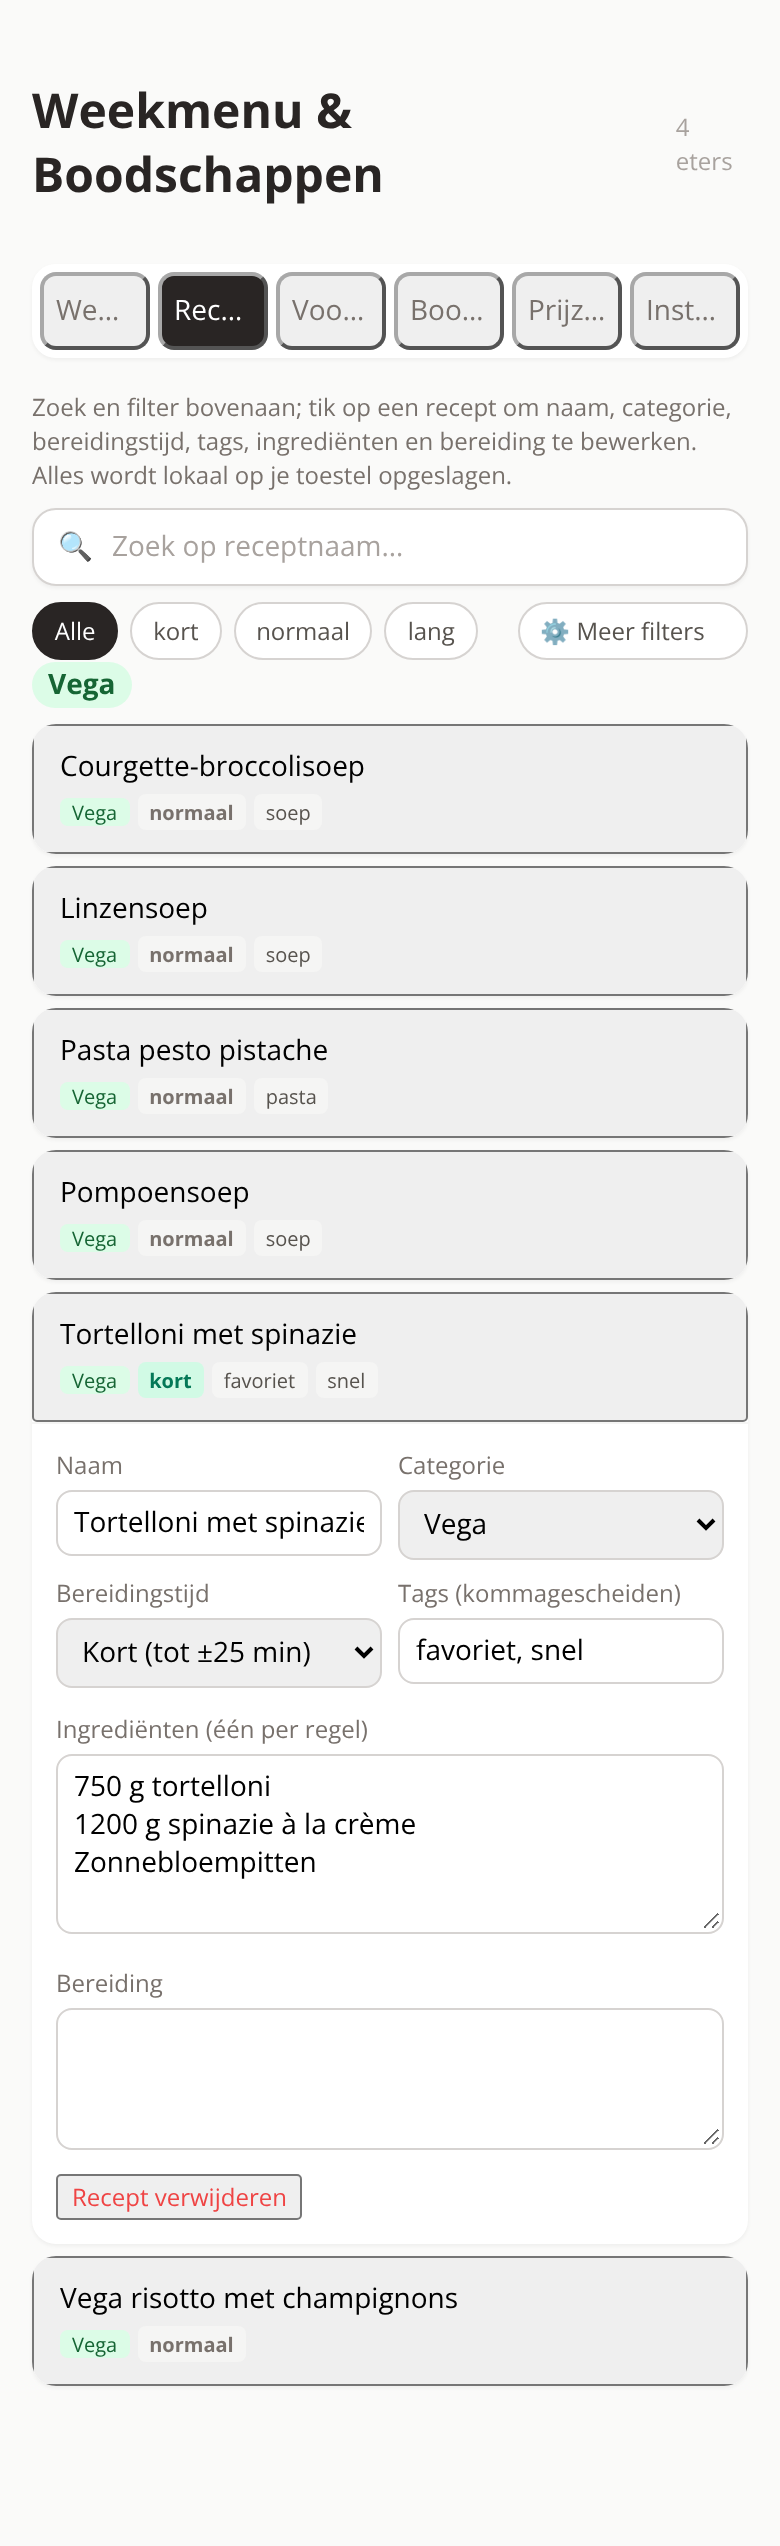 Weekmenu &
Boodschappen
4
eters
We...
Rec...
Voo...
Boo...
Prijz...
Inst...
Zoek en filter bovenaan; tik op een recept om naam, categorie,
bereidingstijd, tags, ingrediënten en bereiding te bewerken.
Alles wordt lokaal op je toestel opgeslagen.
Zoek op receptnaam...
Alle
kort
normaal
lang
Meer filters
Vega
Courgette-broccolisoep
Vega normaal soep
Linzensoep
Vega normaal soep
Pasta pesto pistache
Vega normaal pasta
Pompoensoep
Vega normaal soep
Tortelloni met spinazie
Vega kort favoriet snel
Naam
Categorie
Tortelloni met spinazie
Vega
Bereidingstijd
Tags (kommagescheiden)
Kort (tot ±25 min)
favoriet, snel
Ingrediënten (één per regel)
750 g tortelloni
1200 g spinazie à la crème
Zonnebloempitten
Bereiding
Recept verwijderen
Vega risotto met champignons
Vega normaal